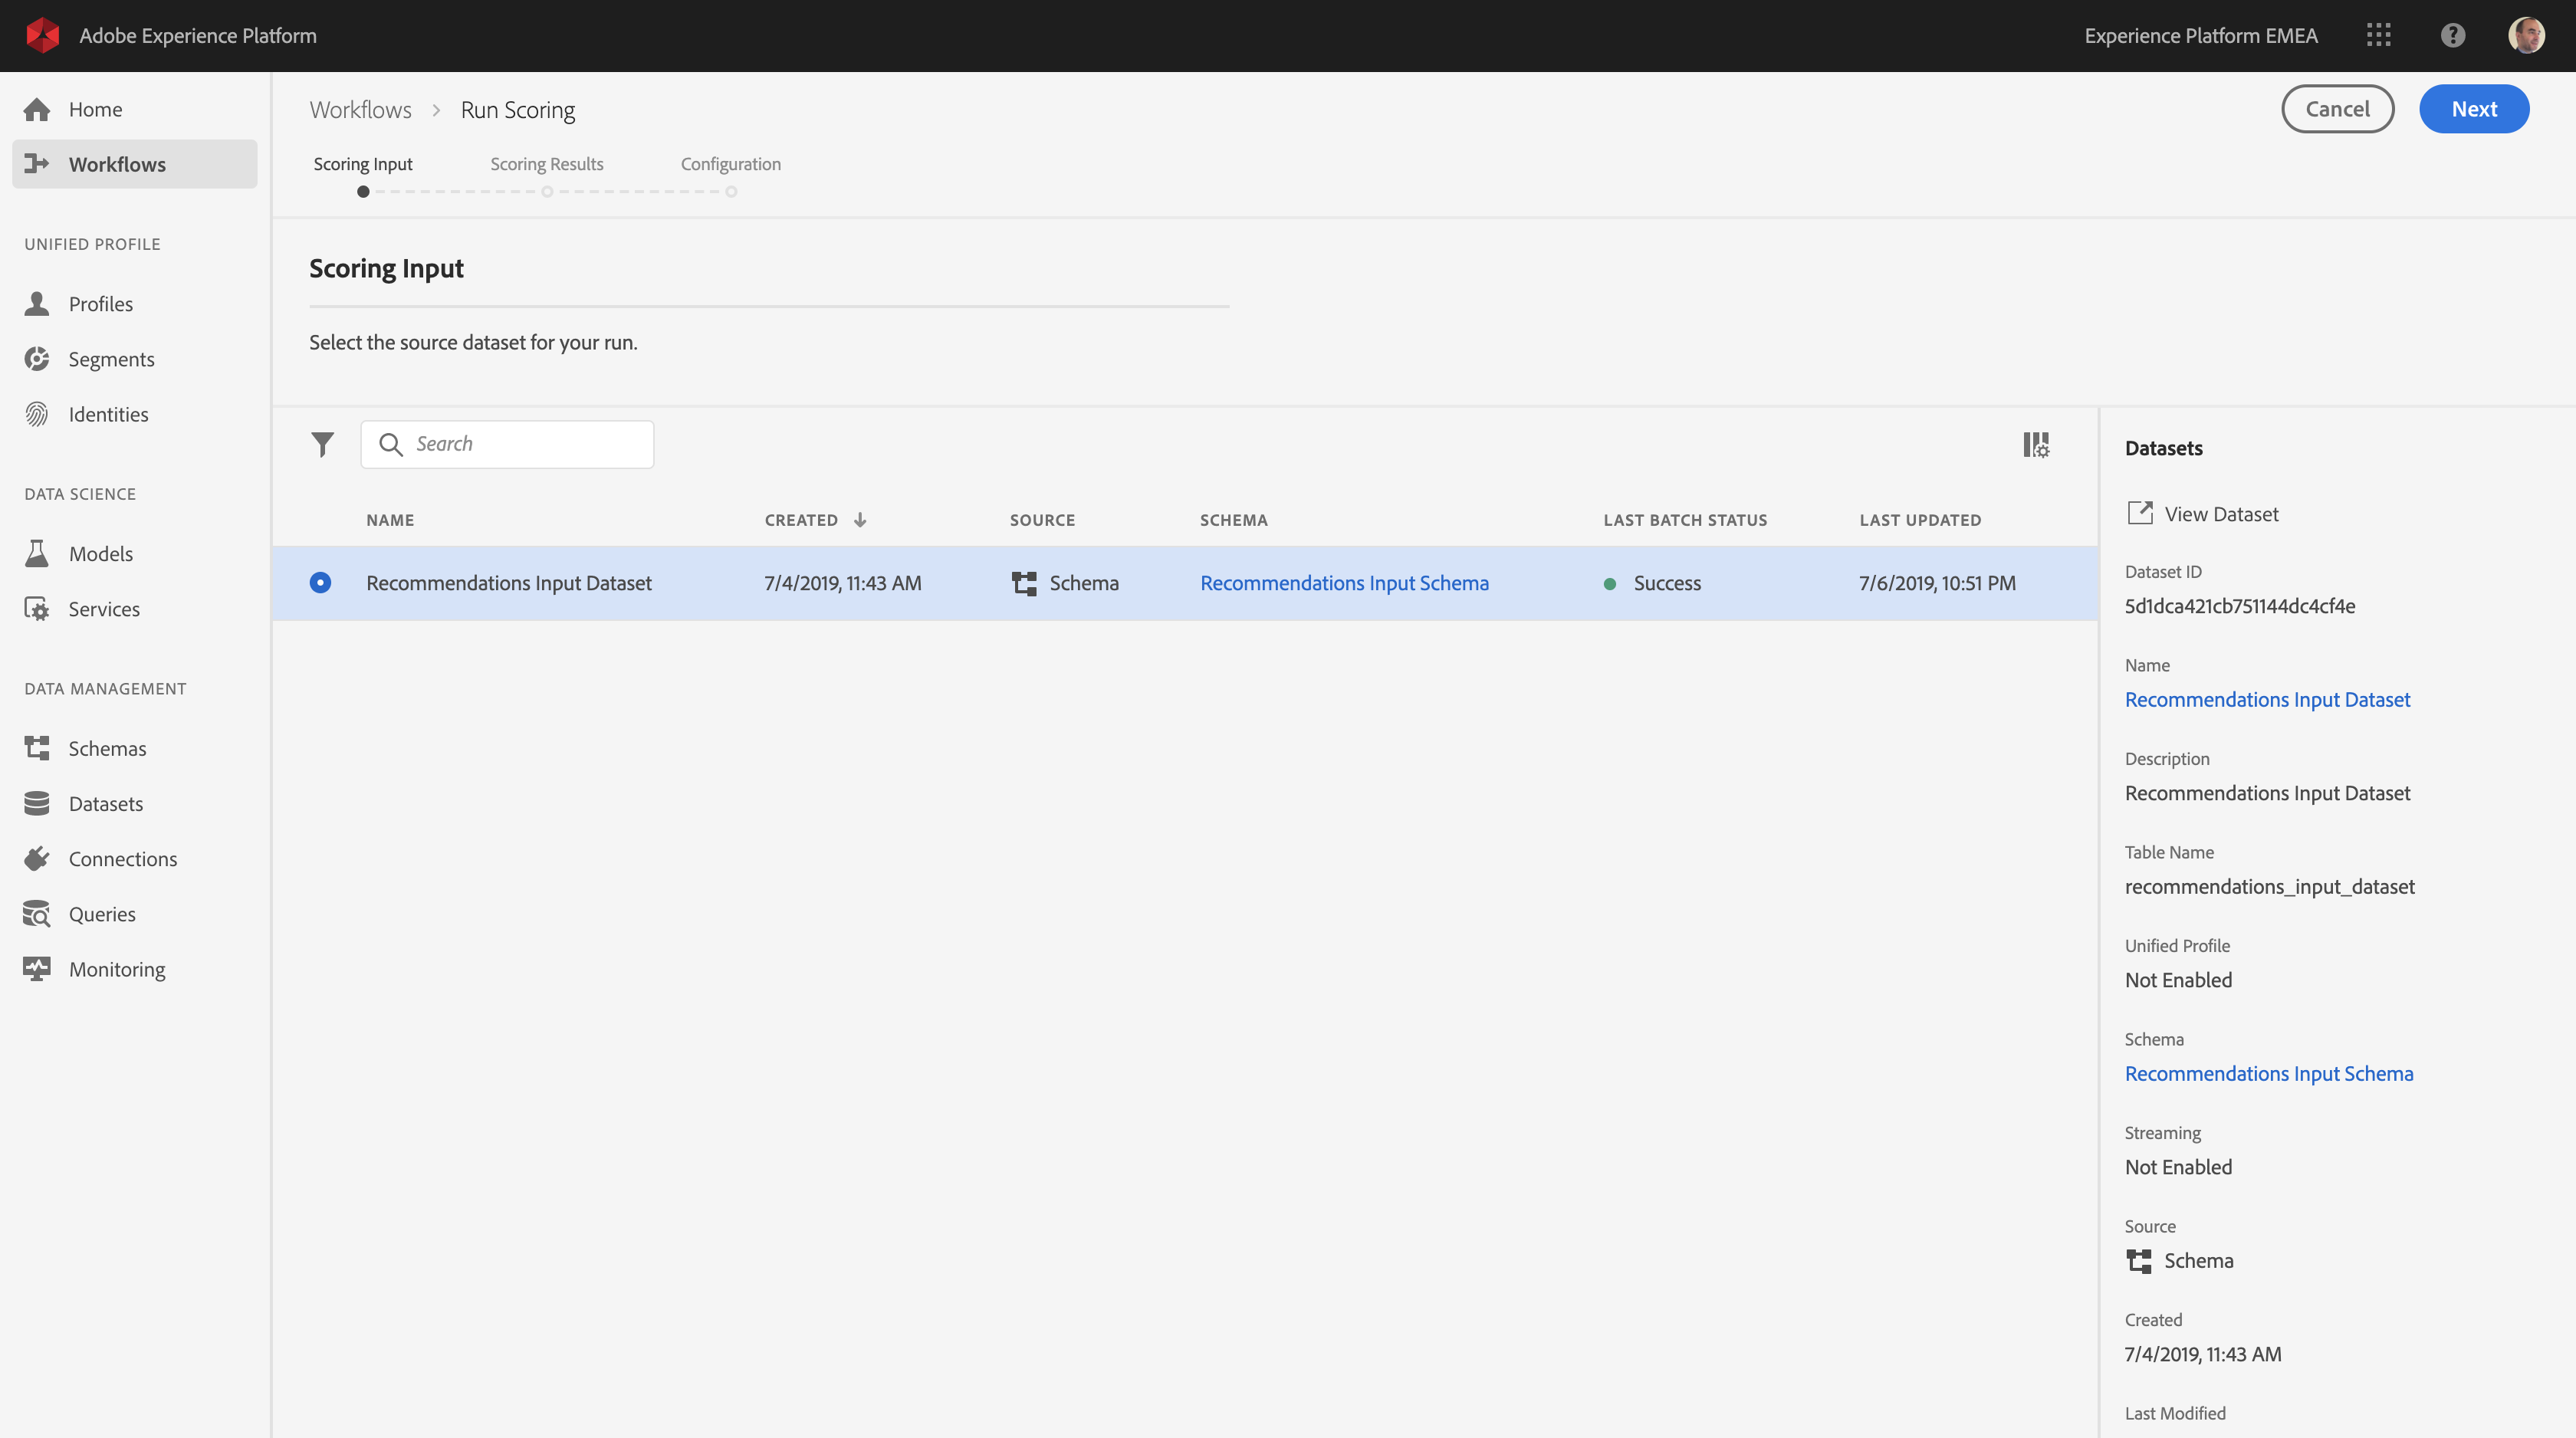 Adobe Experience Platform
Experience Platform EMEA
Home
Workflows
UNIFIED PROFILE
Profiles
Segments
Identities
DATA SCIENCE
Models
Services
DATA MANAGEMENT
Schemas
Datasets
Connections
Queries
Monitoring
Workflows > Run Scoring
Cancel
Next
Scoring Input
Scoring Results
Configuration
Scoring Input
Select the source dataset for your run.
Search
NAME CREATED SOURCE SCHEMA LAST BATCH STATUS LAST UPDATED
Recommendations Input Dataset 7/4/2019, 11:43 AM Schema Recommendations Input Schema Success 7/6/2019, 10:51 PM
Datasets
View Dataset
Dataset ID
5d1dca421cb751144dc4cf4e
Name
Recommendations Input Dataset
Description
Recommendations Input Dataset
Table Name
recommendations_input_dataset
Unified Profile
Not Enabled
Schema
Recommendations Input Schema
Streaming
Not Enabled
Source
Schema
Created
7/4/2019, 11:43 AM
Last Modified